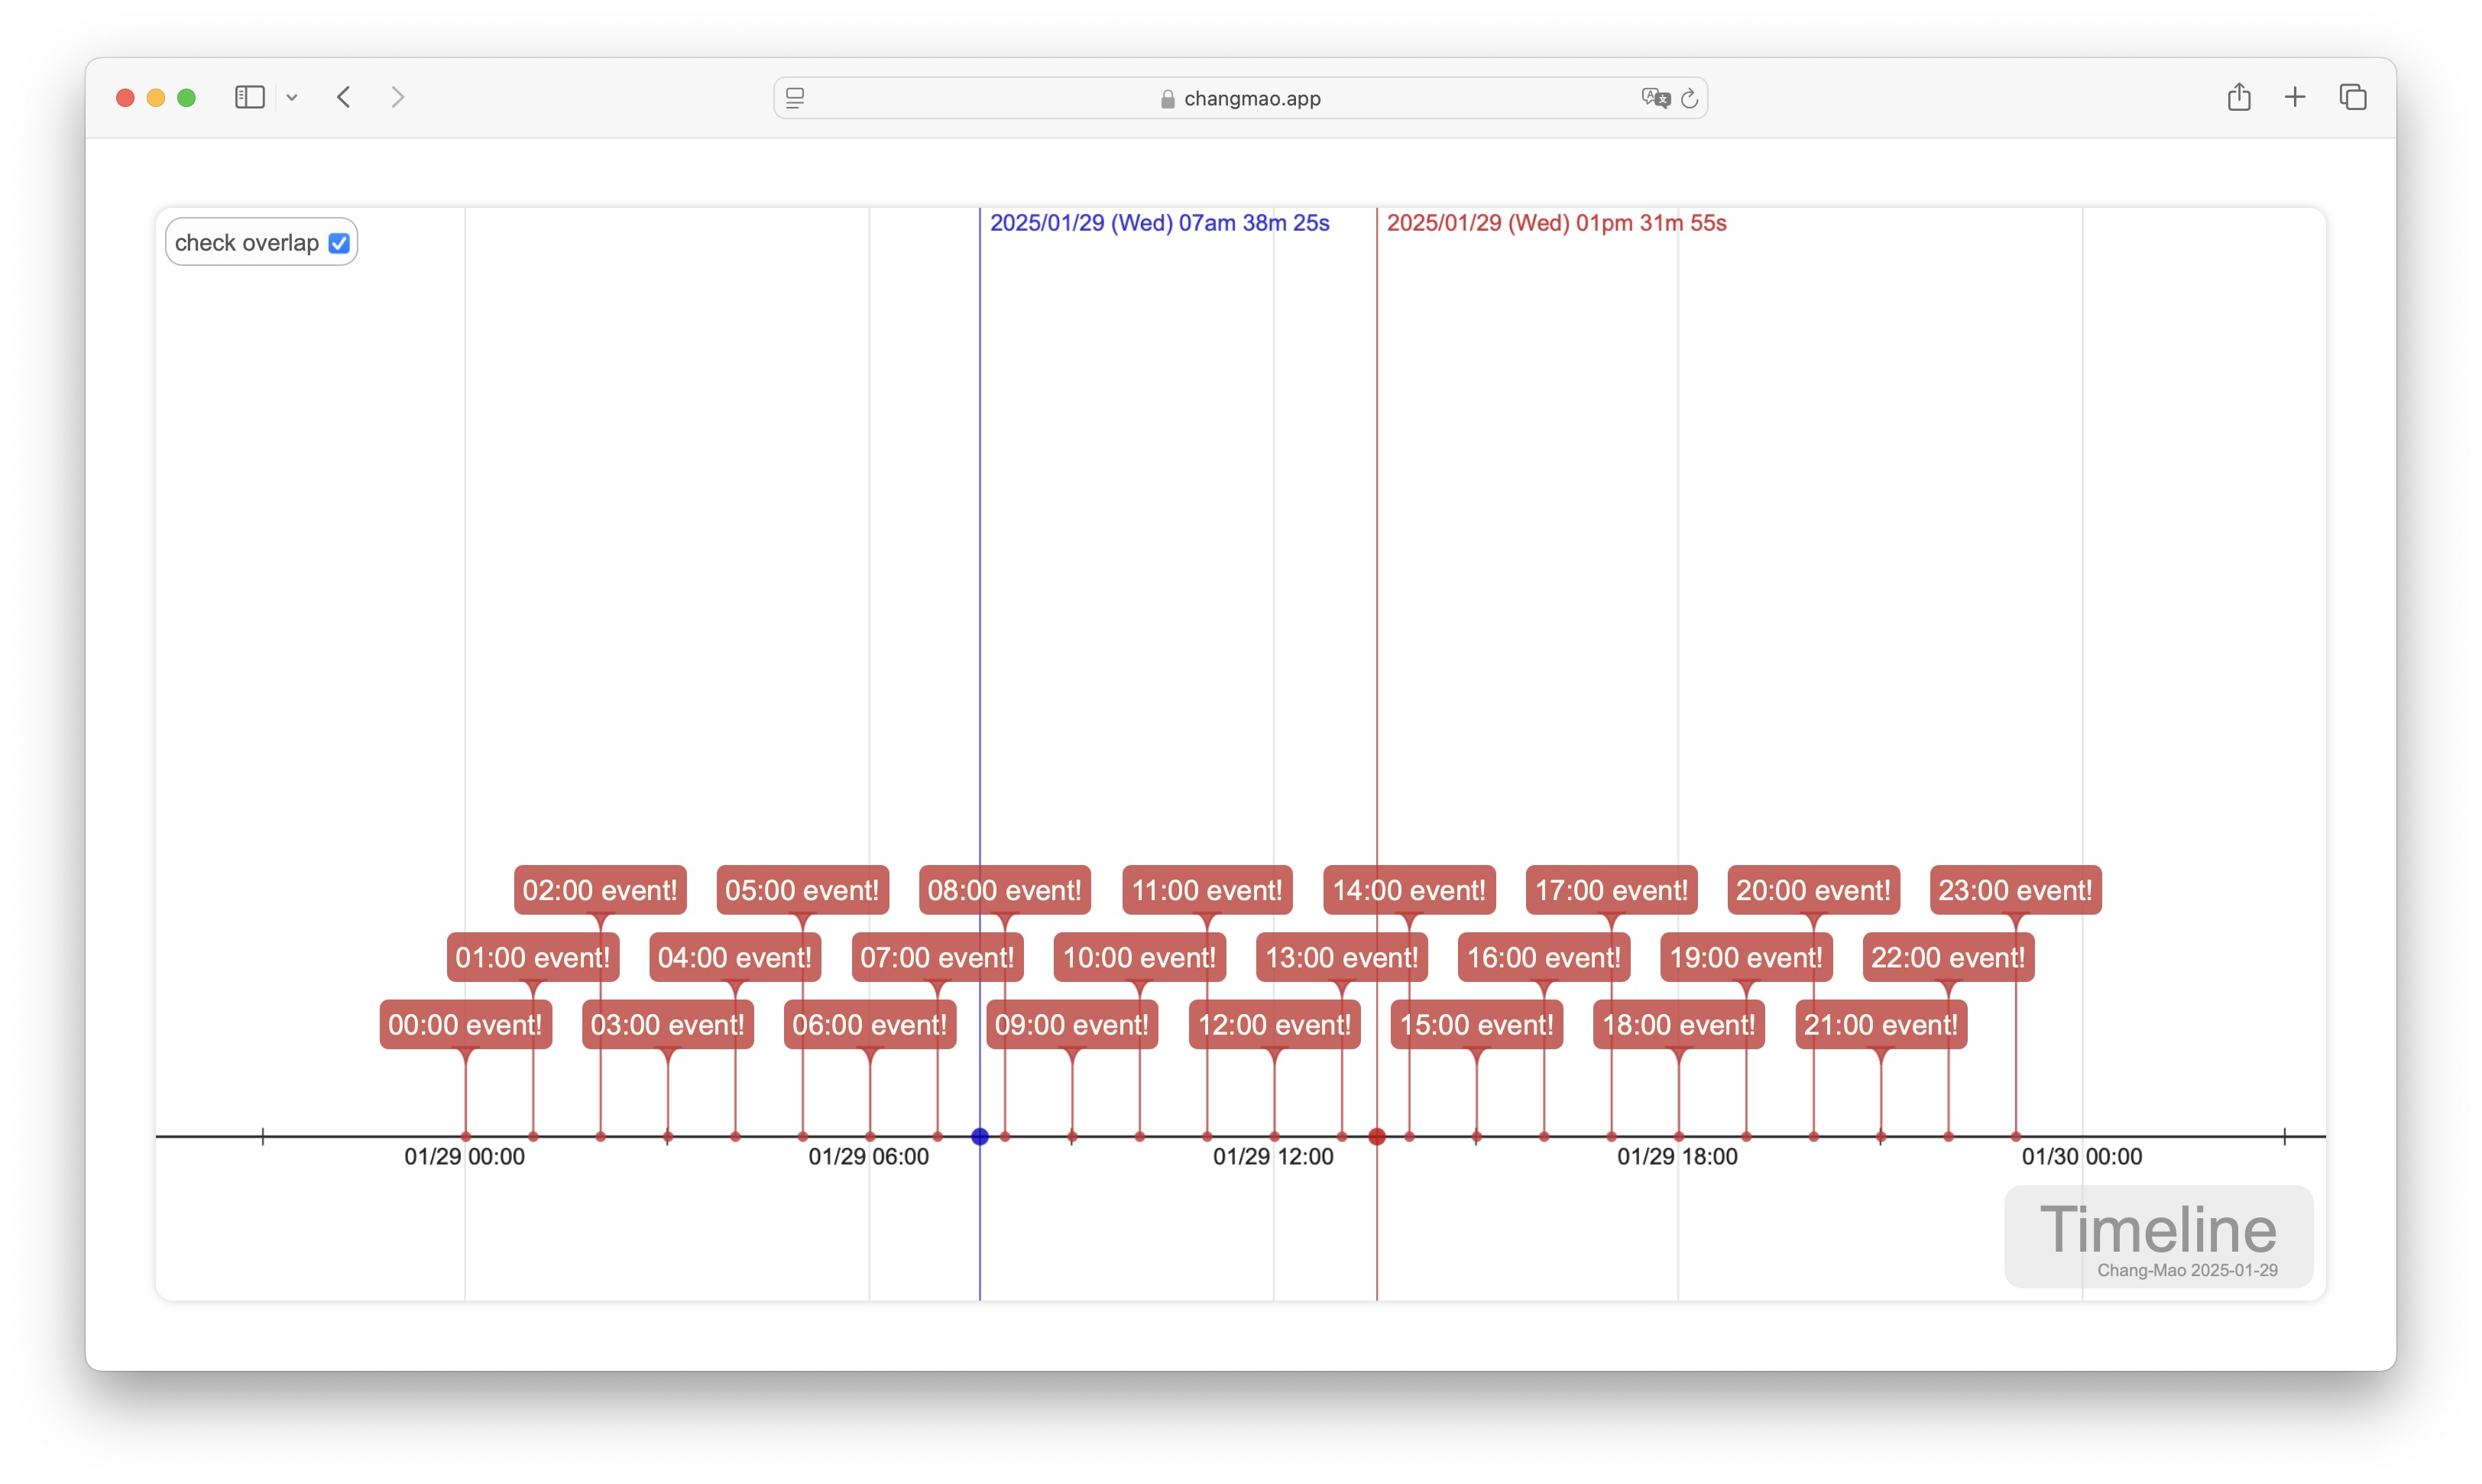 changmao.app
check overlap
2025/01/29 (Wed) 07am 38m 25s
2025/01/29 (Wed) 01pm 31m 55s
02:00 event!
05:00 event!
08:00 event!
11:00 event!
14:00 event!
17:00 event!
20:00 event!
23:00 event!
01:00 event!
04:00 event!
07:00 event!
10:00 event!
13:00 event!
16:00 event!
19:00 event!
22:00 event!
00:00 event!
03:00 event!
06:00 event!
09:00 event!
12:00 event!
15:00 event!
18:00 event!
21:00 event!
01/29 00:00
01/29 06:00
01/29 12:00
01/29 18:00
01/30 00:00
Timeline
Chang-Mao 2025-01-29